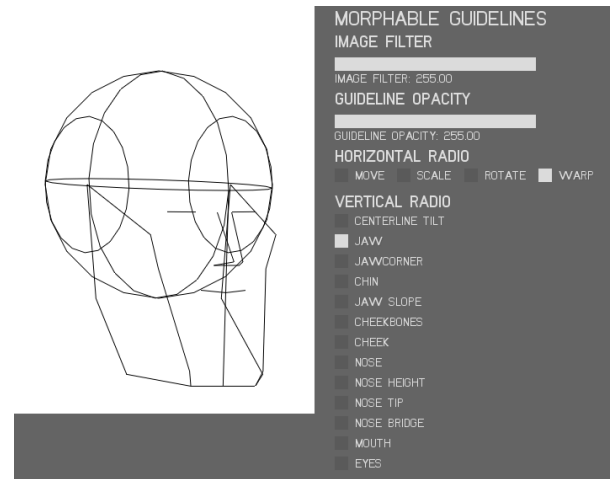 MORPHABLE GUIDELINES
IMAGE FILTER
IMAGE FILTER: 255.00
GUIDELINE OPACITY
GUIDELINE OPACITY: 255.00
HORIZONTAL RADIO
MOVE SCALE ROTATE WARP
VERTICAL RADIO
CENTERLINE TILT
JAW
JAWCORNER
CHIN
JAW SLOPE
CHEEKBONES
CHEEK
NOSE
NOSE HEIGHT
NOSE TIP
NOSE BRIDGE
MOUTH
EYES